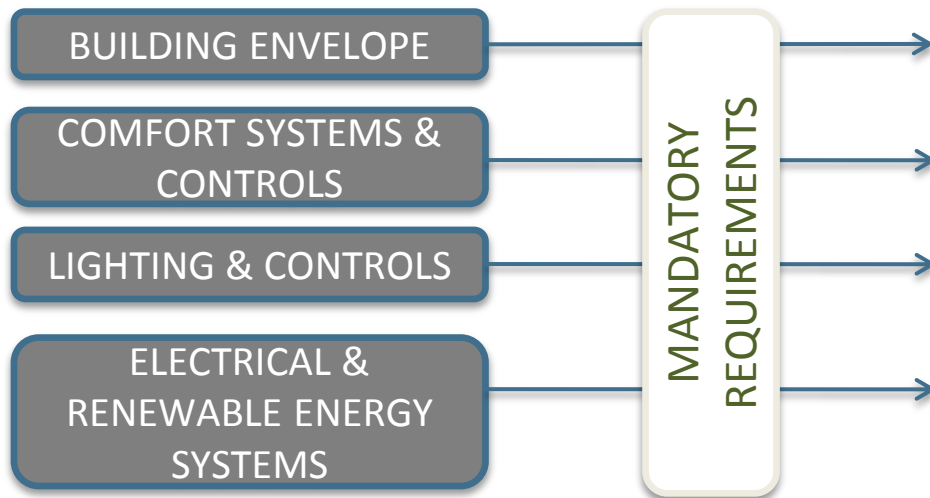 BUILDING ENVELOPE
COMFORT SYSTEMS &
CONTROLS
LIGHTING & CONTROLS
ELECTRICAL &
RENEWABLE ENERGY
SYSTEMS
MANDATORY
REQUIREMENTS